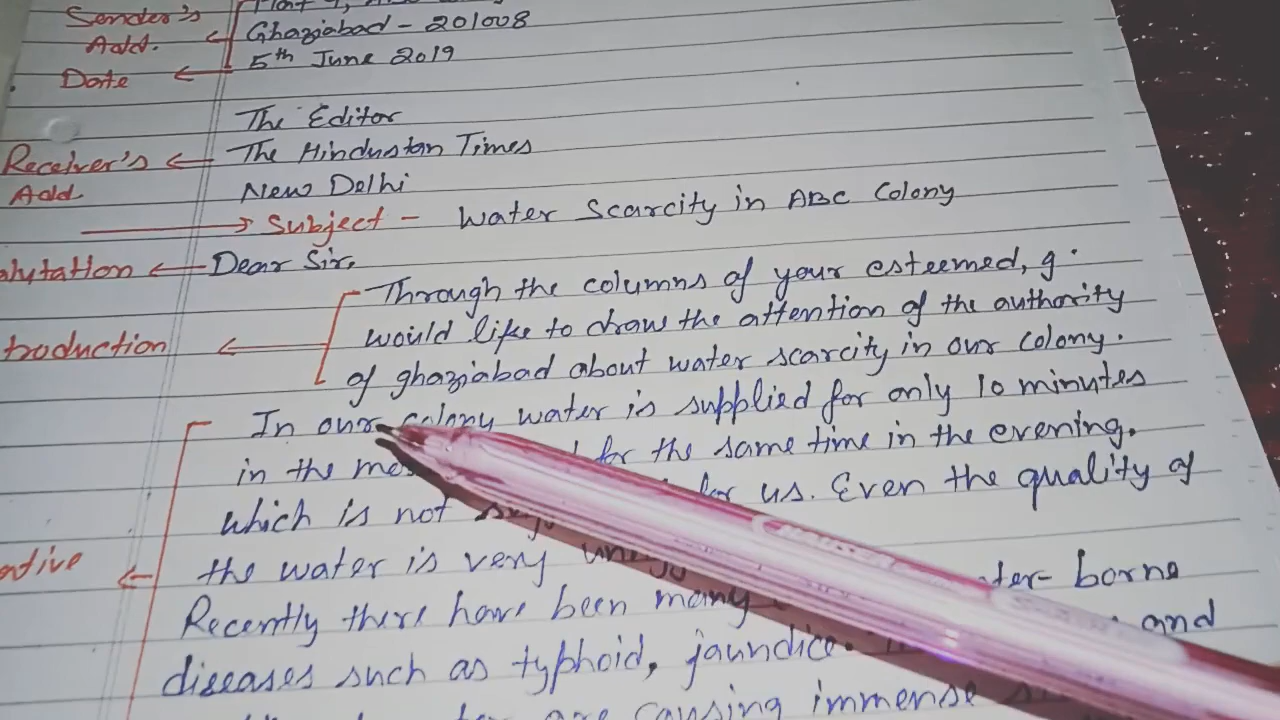 Sender's
Add.
Ghaziabad - 201008
Date
5th June 2019
The Editor
Receiver's
Add.
The Hindustan Times
New Delhi
Subject - Water Scarcity in ABC Colony
alutation Dear Sir,
Through the columns of your esteemed, g.
troduction would like to draw the attention of the authority
of ghaziabad about water scarcity in our colony.
In our colony water is supplied for only 10 minutes
in the for the same time in the evening.
which is not for us. Even the quality of
ative the water is very borne
Recently there have been many and
diseases such as typhoid, jaundice.
are causing immense